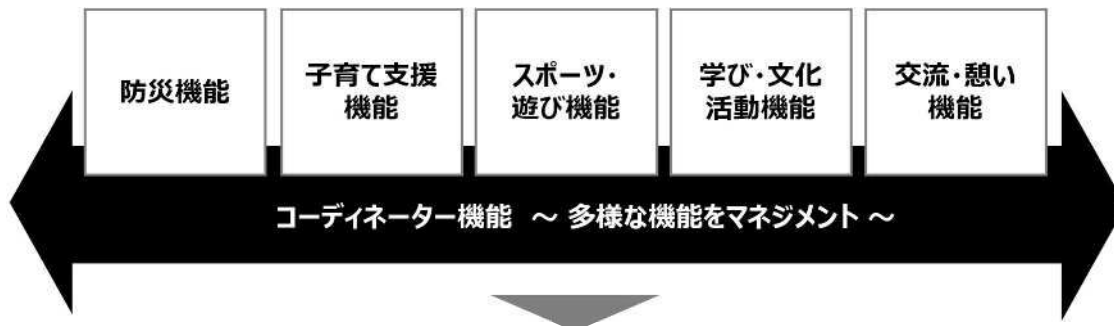 防災機能
子育て支援
機能
スポーツ・
遊び機能
学び・文化
活動機能
交流・憩い
機能
コーディネーター機能 ～ 多様な機能をマネジメント ～